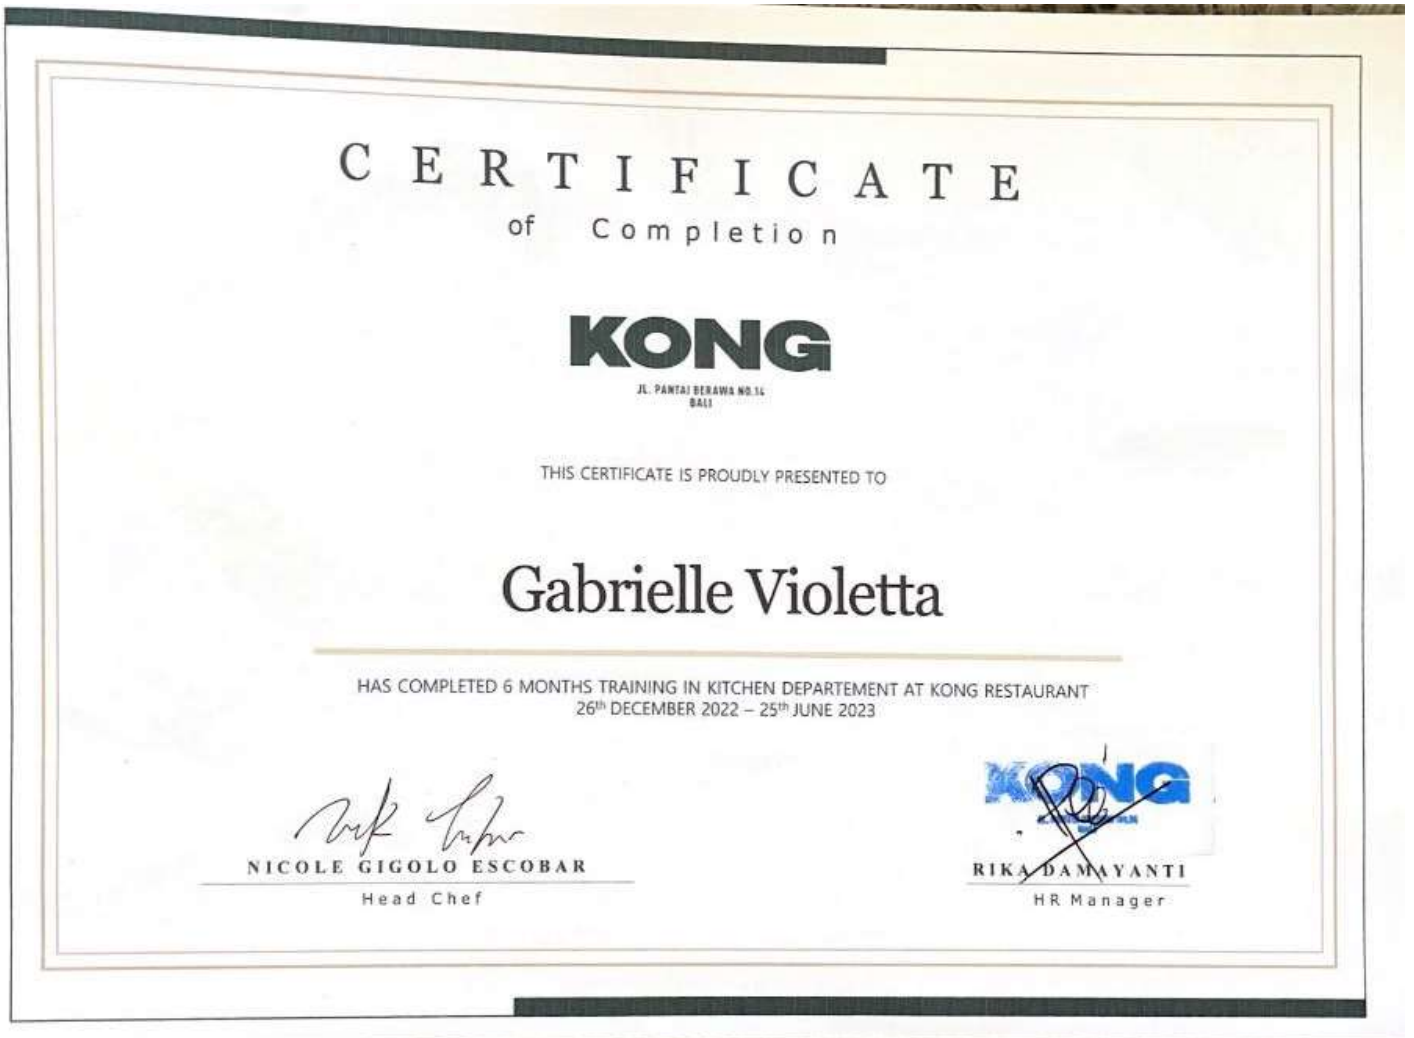 CERTIFICATE
of Completion
KONG
JL. PANTAI BERAWA NO.14
BALI
THIS CERTIFICATE IS PROUDLY PRESENTED TO
Gabrielle Violetta
HAS COMPLETED 6 MONTHS TRAINING IN KITCHEN DEPARTEMENT AT KONG RESTAURANT
26th DECEMBER 2022 – 25th JUNE 2023
KONG
NICOLE GIGOLO ESCOBAR
Head Chef
RIKA DAMAYANTI
HR Manager